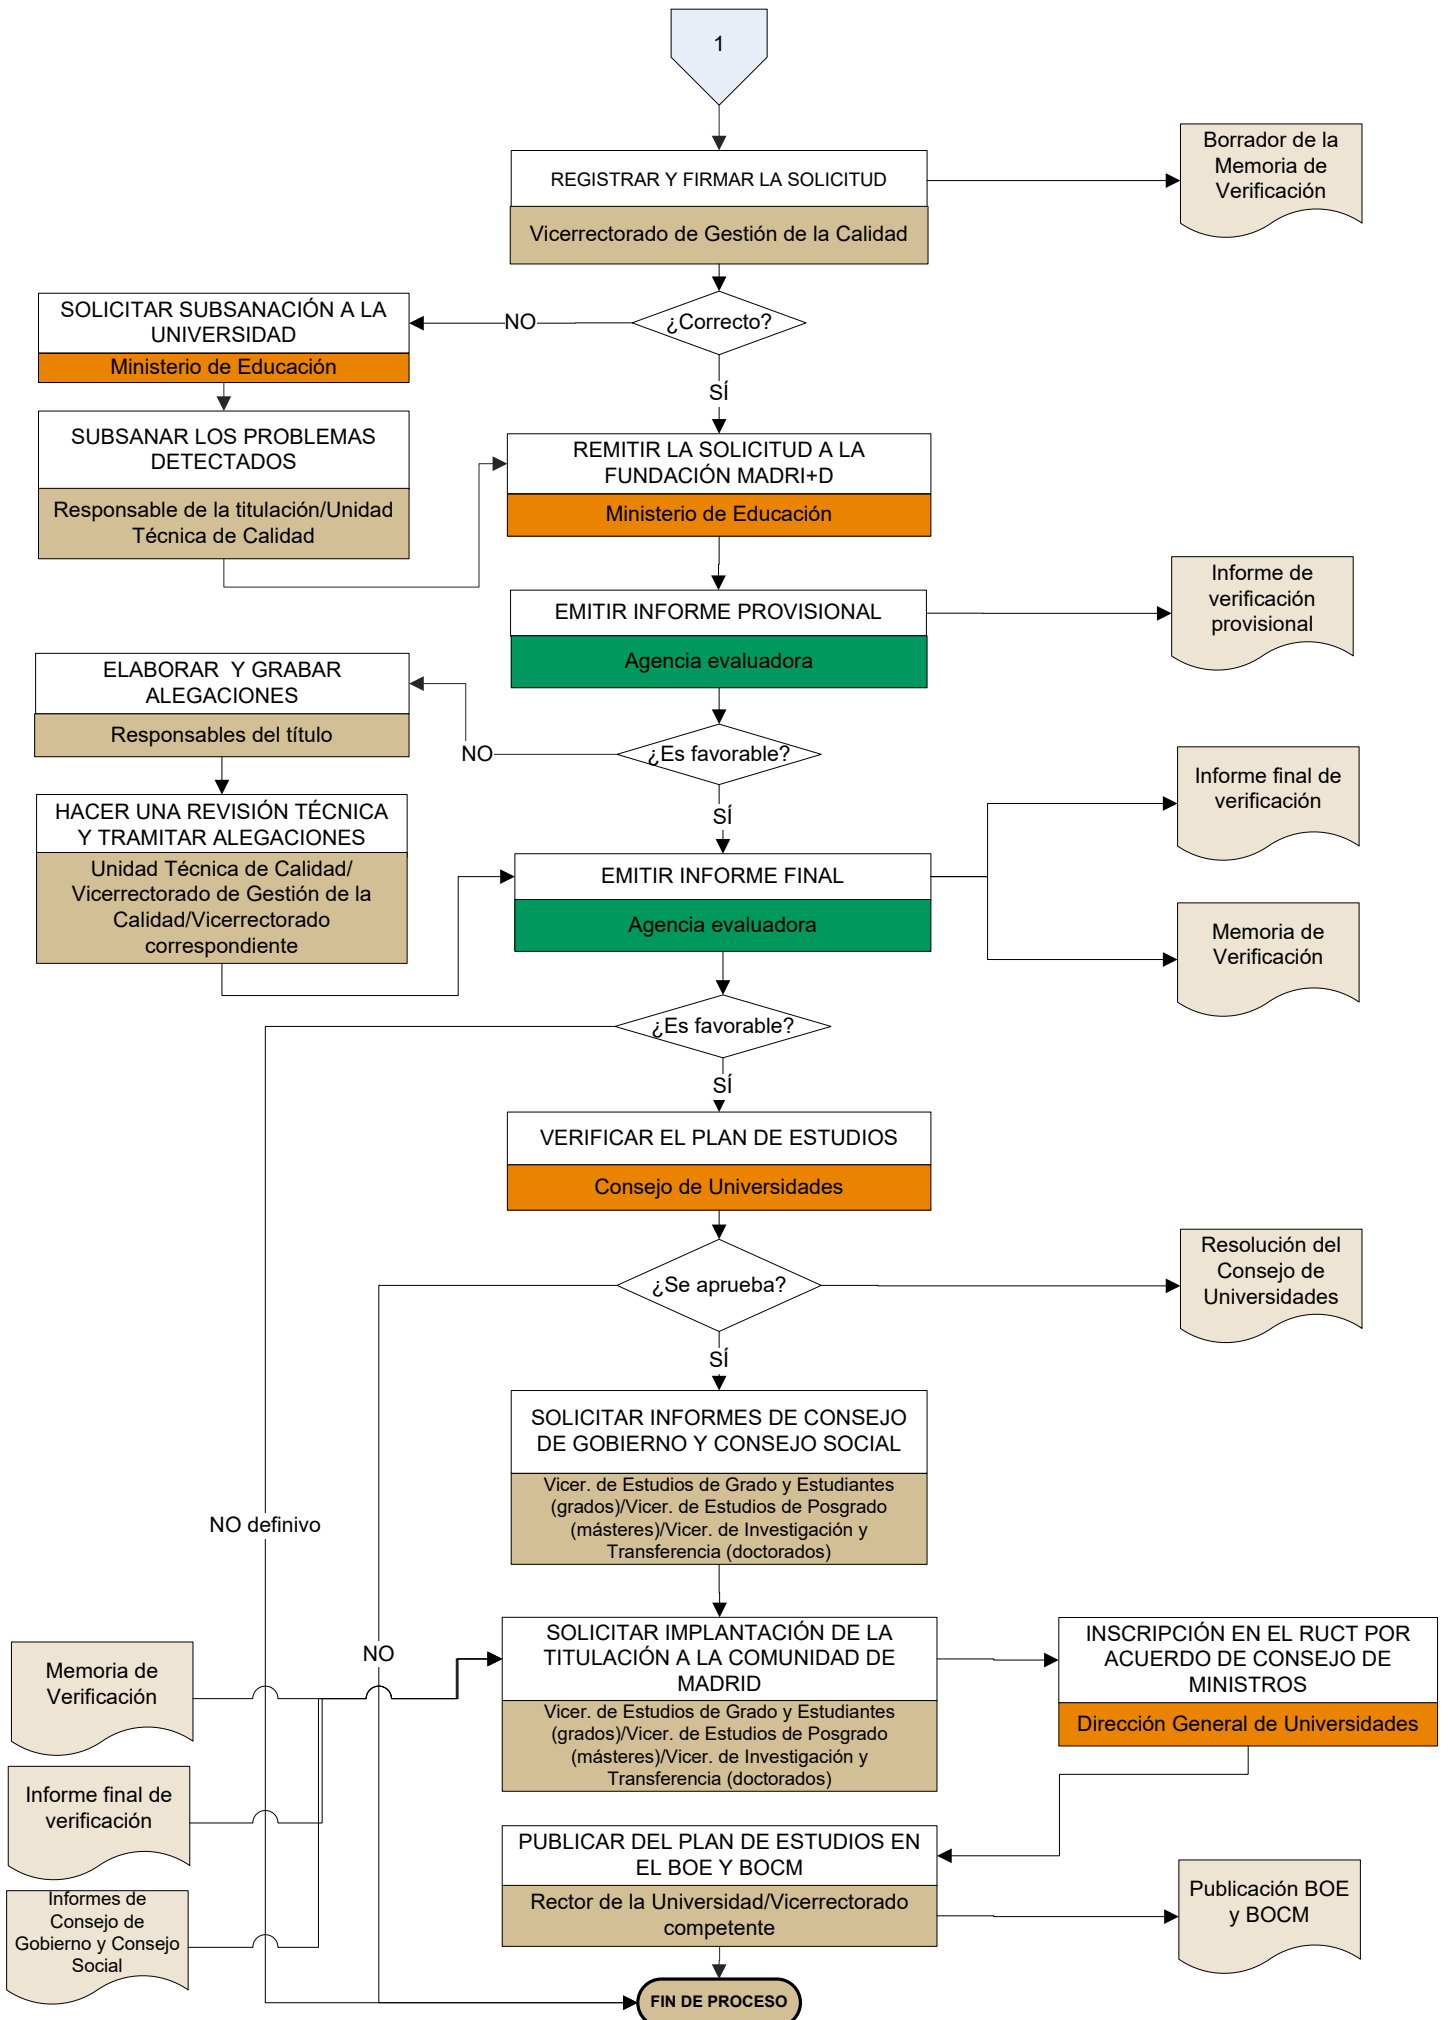 1
REGISTRAR Y FIRMAR LA SOLICITUD
Vicerrectorado de Gestión de la Calidad
Borrador de la
Memoria de
Verificación
¿Correcto?
NO
SOLICITAR SUBSANACIÓN A LA
UNIVERSIDAD
Ministerio de Educación
SÍ
SUBSANAR LOS PROBLEMAS
DETECTADOS
Responsable de la titulación/Unidad
Técnica de Calidad
REMITIR LA SOLICITUD A LA
FUNDACIÓN MADRI+D
Ministerio de Educación
EMITIR INFORME PROVISIONAL
Agencia evaluadora
Informe de
verificación
provisional
¿Es favorable?
NO
ELABORAR  Y GRABAR
ALEGACIONES
Responsables del título
HACER UNA REVISIÓN TÉCNICA
Y TRAMITAR ALEGACIONES
Unidad Técnica de Calidad/
Vicerrectorado de Gestión de la
Calidad/Vicerrectorado
correspondiente
SÍ
EMITIR INFORME FINAL
Agencia evaluadora
Informe final de
verificación
Memoria de
Verificación
¿Es favorable?
SÍ
NO definivo
VERIFICAR EL PLAN DE ESTUDIOS
Consejo de Universidades
¿Se aprueba?
Resolución del
Consejo de
Universidades
SÍ
NO
SOLICITAR INFORMES DE CONSEJO
DE GOBIERNO Y CONSEJO SOCIAL
Vicer. de Estudios de Grado y Estudiantes
(grados)/Vicer. de Estudios de Posgrado
(másteres)/Vicer. de Investigación y
Transferencia (doctorados)
SOLICITAR IMPLANTACIÓN DE LA
TITULACIÓN A LA COMUNIDAD DE
MADRID
Vicer. de Estudios de Grado y Estudiantes
(grados)/Vicer. de Estudios de Posgrado
(másteres)/Vicer. de Investigación y
Transferencia (doctorados)
INSCRIPCIÓN EN EL RUCT POR
ACUERDO DE CONSEJO DE
MINISTROS
Dirección General de Universidades
Memoria de
Verificación
Informe final de
verificación
Informes de
Consejo de
Gobierno y Consejo
Social
PUBLICAR DEL PLAN DE ESTUDIOS EN
EL BOE Y BOCM
Rector de la Universidad/Vicerrectorado
competente
Publicación BOE
y BOCM
FIN DE PROCESO